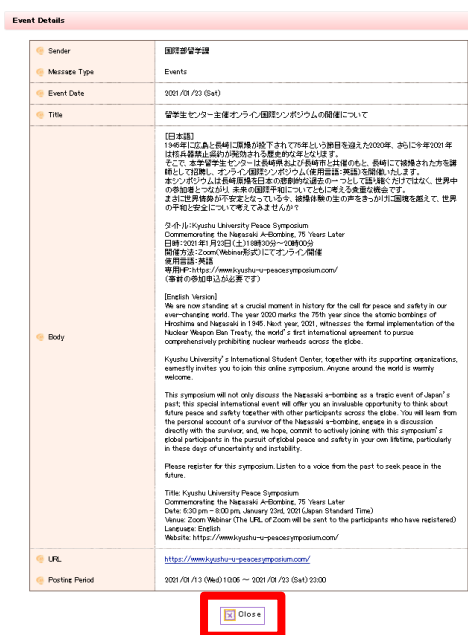 Event Details
Sender 国際部留学課
Message Type Events
Event Date 2021/01/23 (Sat)
Title 留学生センター主催オンライン国際シンポジウムの開催について
Body
[日本語]
1945年に広島と長崎に原爆が投下されて75年という節目を迎えた2020年、さらに今年2021年
は核兵器禁止条約が発効される歴史的な年となります。
そこで、本学留学生センターは長崎県および長崎市と共催のもと、長崎にて被爆された方を講
師として招聘し、オンライン国際シンポジウム(使用言語:英語)を開催いたします。
本シンポジウムは長崎原爆を日本の悲劇的な過去の一つとして語り継ぐだけではなく、世界中
の参加者とつながり、未来の国際平和についてともに考える貴重な機会です。
まさに世界情勢が不安定となっている今、被爆体験の生の声をきっかけに国境を越えて、世界
の平和と安全について考えてみませんか?
タイトル:Kyushu University Peace Symposium
Commemorating the Nagasaki A-Bombing, 75 Years Later
日時:2021年1月23日(土)18時30分~20時00分
開催方法:Zoom(Webinar形式)にてオンライン開催
使用言語:英語
専用HP:https://www.kyushu-u-peacesymposium.com/
(事前の参加申込が必要です)
[English Version]
We are now standing at a crucial moment in history for the call for peace and safety in our
ever-changing world. The year 2020 marks the 75th year since the atomic bombings of
Hiroshima and Nagasaki in 1945. Next year, 2021, witnesses the formal implementation of the
Nuclear Weapon Ban Treaty, the world's first international agreement to pursue
comprehensively prohibiting nuclear warheads across the globe.
Kyushu University's International Student Center, together with its supporting organizations,
earnestly invites you to join this online symposium. Anyone around the world is warmly
welcome.
This symposium will not only discuss the Nagasaki a-bombing as a tragic event of Japan's
past; this special international event will offer you an invaluable opportunity to think about
future peace and safety together with other participants across the globe. You will learn from
the personal account of a survivor of the Nagasaki a-bombing, engage in a discussion
directly with the survivor, and, we hope, commit to actively joining with this symposium's
global participants in the pursuit of global peace and safety in your own lifetime, particularly
in these days of uncertainty and instability.
Please register for this symposium. Listen to a voice from the past to seek peace in the
future.
Title: Kyushu University Peace Symposium
Commemorating the Nagasaki A-Bombing, 75 Years Later
Date: 6:30 pm - 8:00 pm, January 23rd, 2021(Japan Standard Time)
Venue: Zoom Webinar (The URL of Zoom will be sent to the participants who have registered)
Language: English
Website: https://www.kyushu-u-peacesymposium.com/
URL https://www.kyushu-u-peacesymposium.com/
Posting Period 2021/01/13 (Wed) 10:05 ~ 2021/01/23 (Sat) 23:00
Close